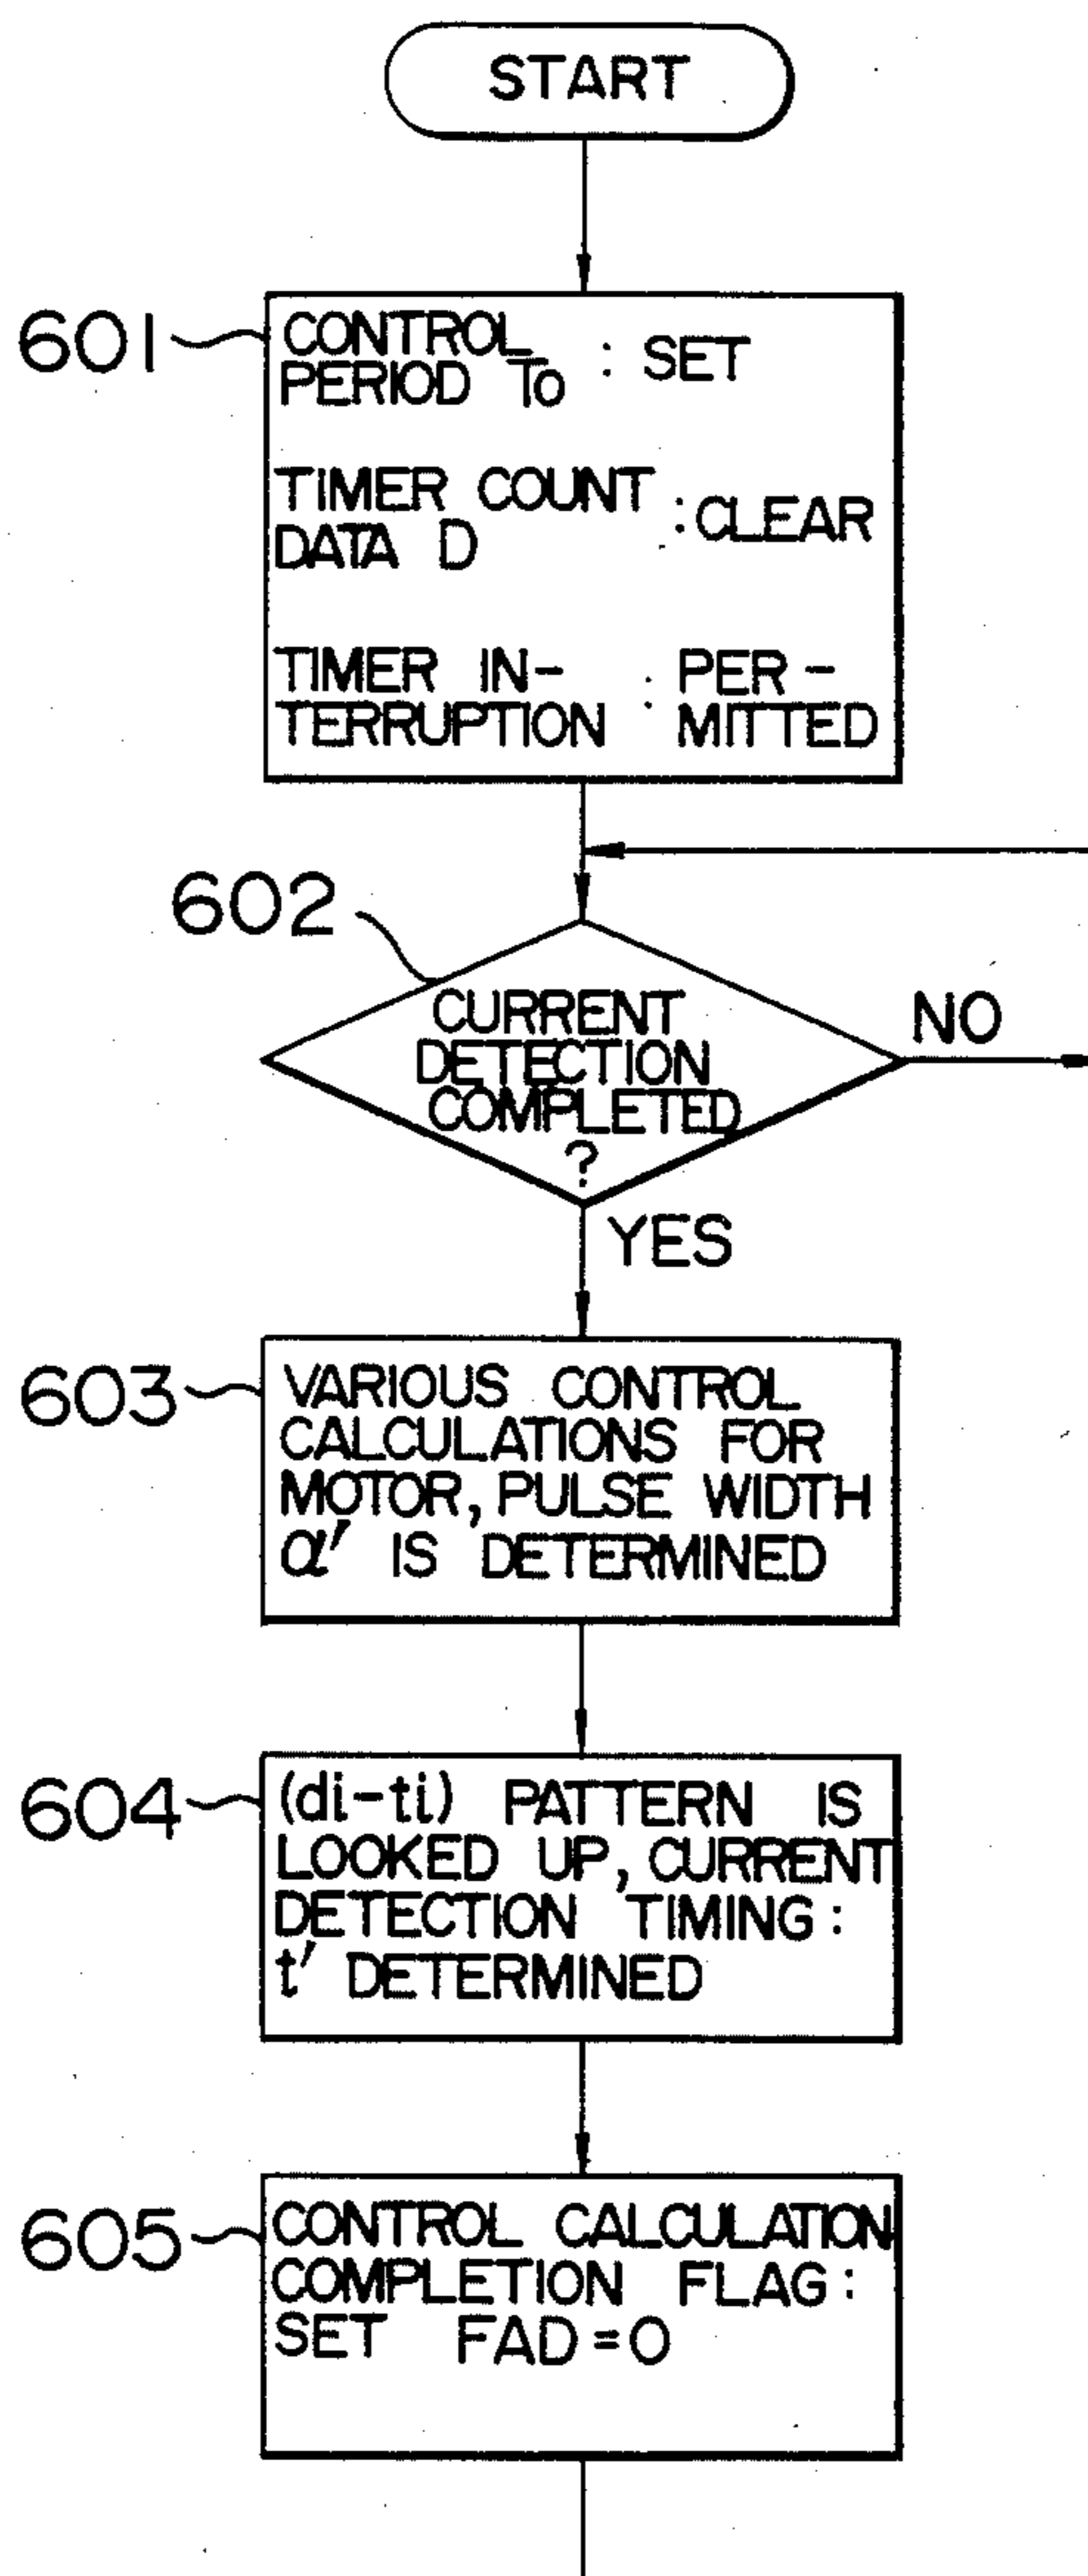 START
601
CONTROL
PERIOD To : SET
TIMER COUNT
DATA D : CLEAR
TIMER IN- : PER-
TERRUPTION MITTED
602
CURRENT
DETECTION
COMPLETED
?
NO
YES
603
VARIOUS CONTROL
CALCULATIONS FOR
MOTOR, PULSE WIDTH
α' IS DETERMINED
604
(di-ti) PATTERN IS
LOOKED UP, CURRENT
DETECTION TIMING:
t' DETERMINED
605
CONTROL CALCULATION
COMPLETION FLAG:
SET FAD=0